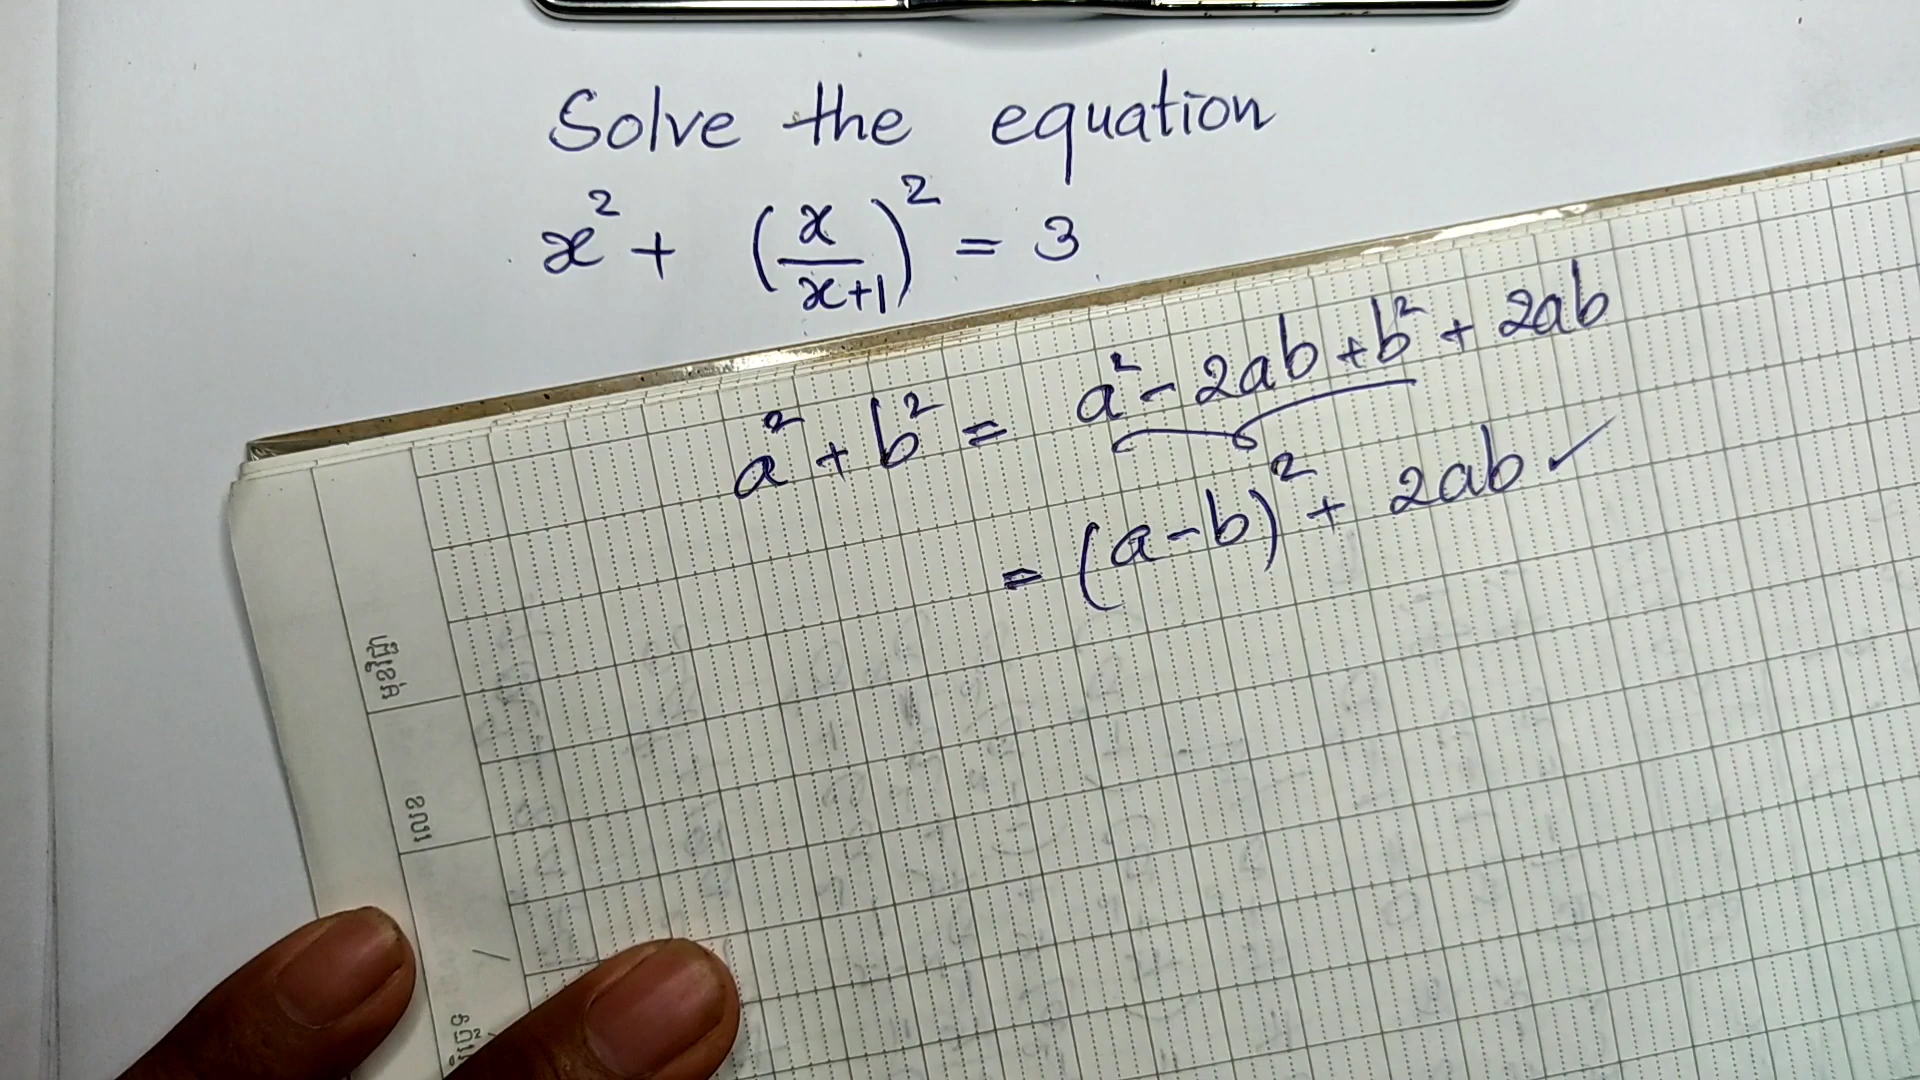 Solve the equation
x² + (x/(x+1))² = 3
a² + b² = a² - 2ab + b² + 2ab
= (a - b)² + 2ab ✓